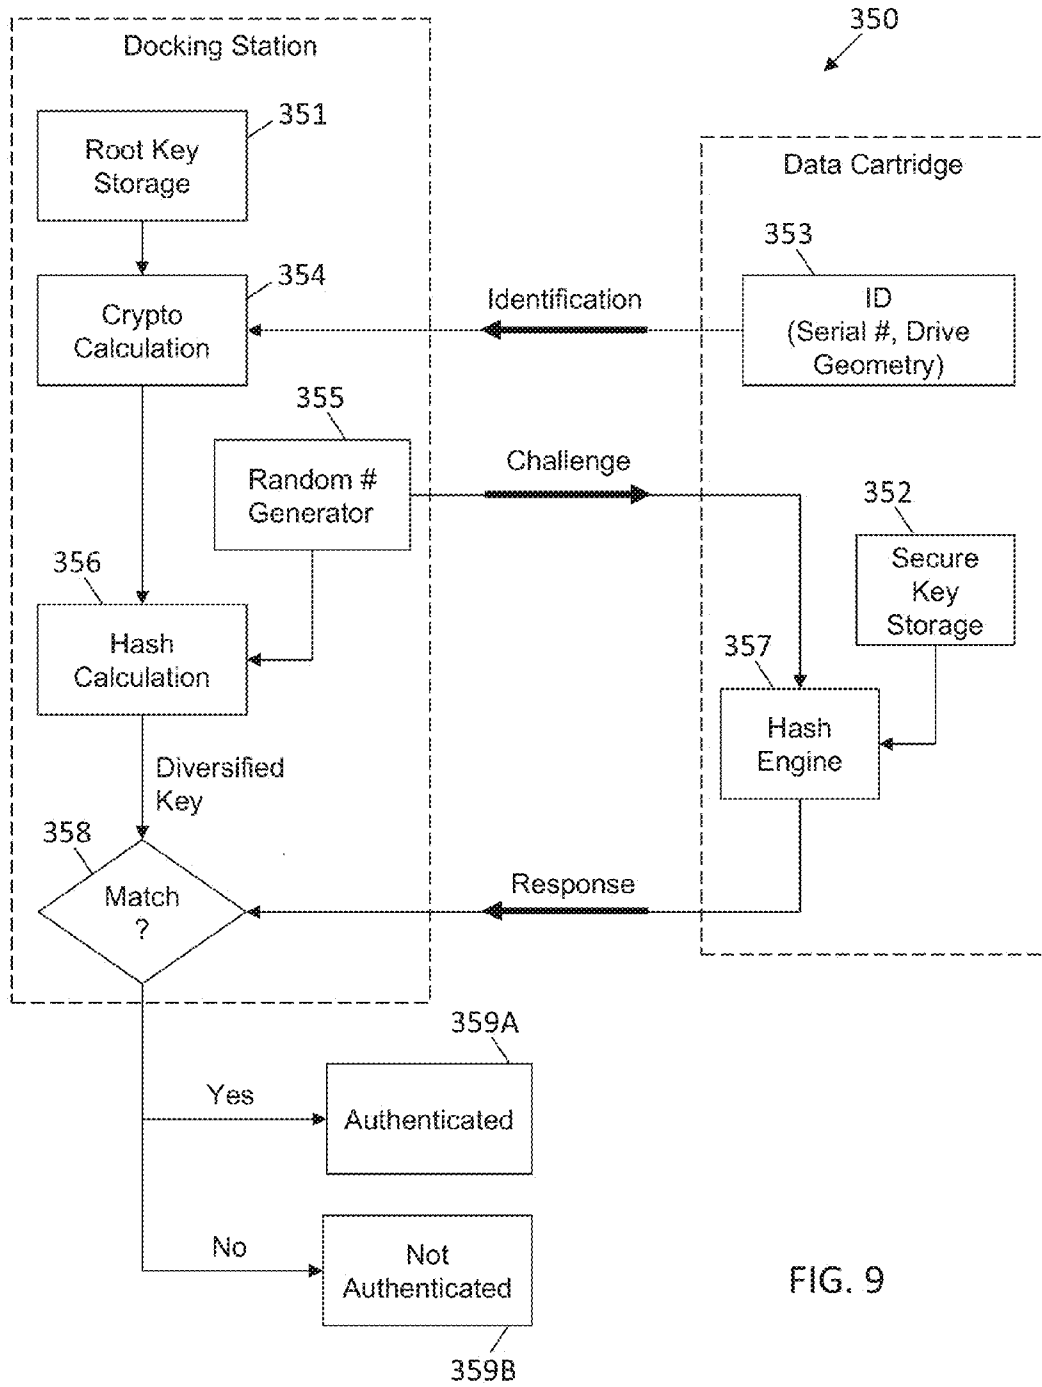 350
Docking Station
351
Root Key
Storage
Data Cartridge
353
354
Identification
ID
(Serial #, Drive
Geometry)
Crypto
Calculation
355
Challenge
Random #
Generator
352
Secure
Key
Storage
356
Hash
Calculation
357
Hash
Engine
Diversified
Key
358
Match
?
Response
359A
Yes
Authenticated
No
Not
Authenticated
359B
FIG. 9